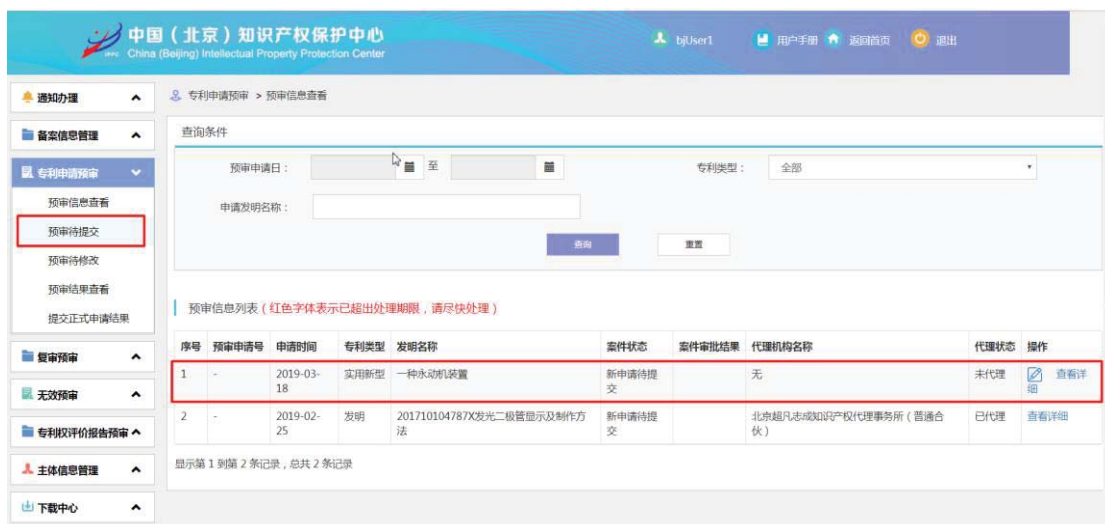 中国（北京）知识产权保护中心
China (Beijing) Intellectual Property Protection Center
bjUser1 用户手册 返回首页 退出
通知办理
备案信息管理
专利申请预审
预审信息查看
预审待提交
预审待修改
预审结果查看
提交正式申请结果
复审预审
无效预审
专利权评价报告预审
主体信息管理
下载中心
专利申请预审 > 预审信息查看
查询条件
预审申请日： 至 专利类型： 全部
申请发明名称：
查询 重置
预审信息列表（红色字体表示已超出处理期限，请尽快处理）
序号 预审申请号 申请时间 专利类型 发明名称 案件状态 案件审批结果 代理机构名称 代理状态 操作
1 - 2019-03- 实用新型 一种永动机装置 新申请待提 无 未代理 查看详
18 交 细
2 - 2019-02- 发明 201710104787X发光二极管显示及制作方 新申请待提 北京超凡志成知识产权代理事务所（普通合 已代理 查看详细
25 法 交 伙）
显示第 1 到第 2 条记录，总共 2 条记录